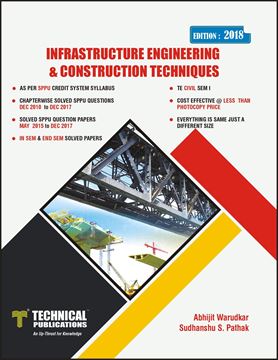 EDITION : 2018
INFRASTRUCTURE ENGINEERING
& CONSTRUCTION TECHNIQUES
AS PER SPPU CREDIT SYSTEM SYLLABUS
CHAPTERWISE SOLVED SPPU QUESTIONS
DEC 2010 to DEC 2017
SOLVED SPPU QUESTION PAPERS
MAY 2015 to DEC 2017
IN SEM & END SEM SOLVED PAPERS
TE CIVIL SEM I
COST EFFECTIVE @ LESS THAN
PHOTOCOPY PRICE
EVERYTHING IS SAME JUST A
DIFFERENT SIZE
T
TECHNICAL
PUBLICATIONS
An Up-Thrust for Knowledge
Abhijit Warudkar
Sudhanshu S. Pathak